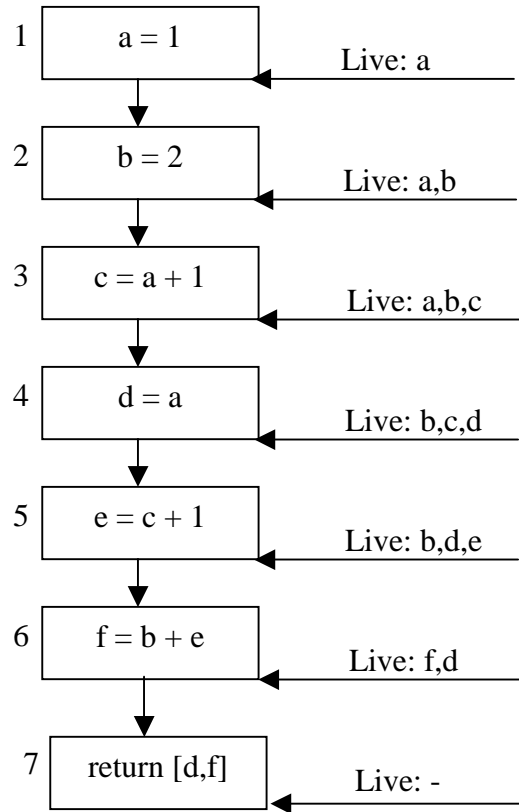 1
a = 1
Live: a
2
b = 2
Live: a,b
3
c = a + 1
Live: a,b,c
4
d = a
Live: b,c,d
5
e = c + 1
Live: b,d,e
6
f = b + e
Live: f,d
7
return [d,f]
Live: -